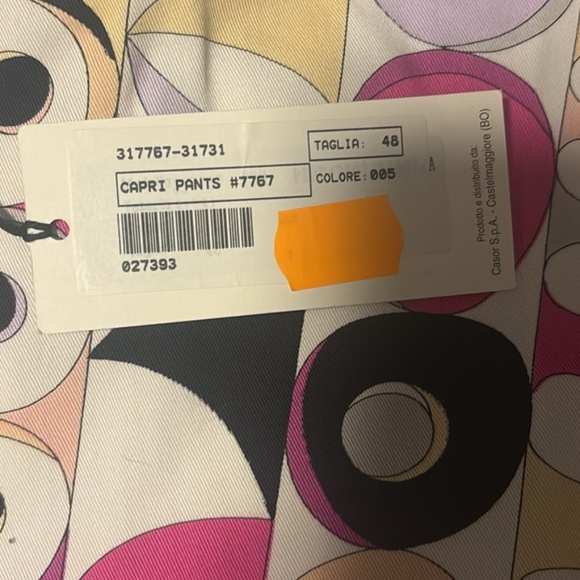 317767-31731
TAGLIA: 48
CAPRI PANTS #7767
COLORE: 005
027393
Prodotto e distribuito da:
Casor S.p.A. - Castelmaggiore (BO)